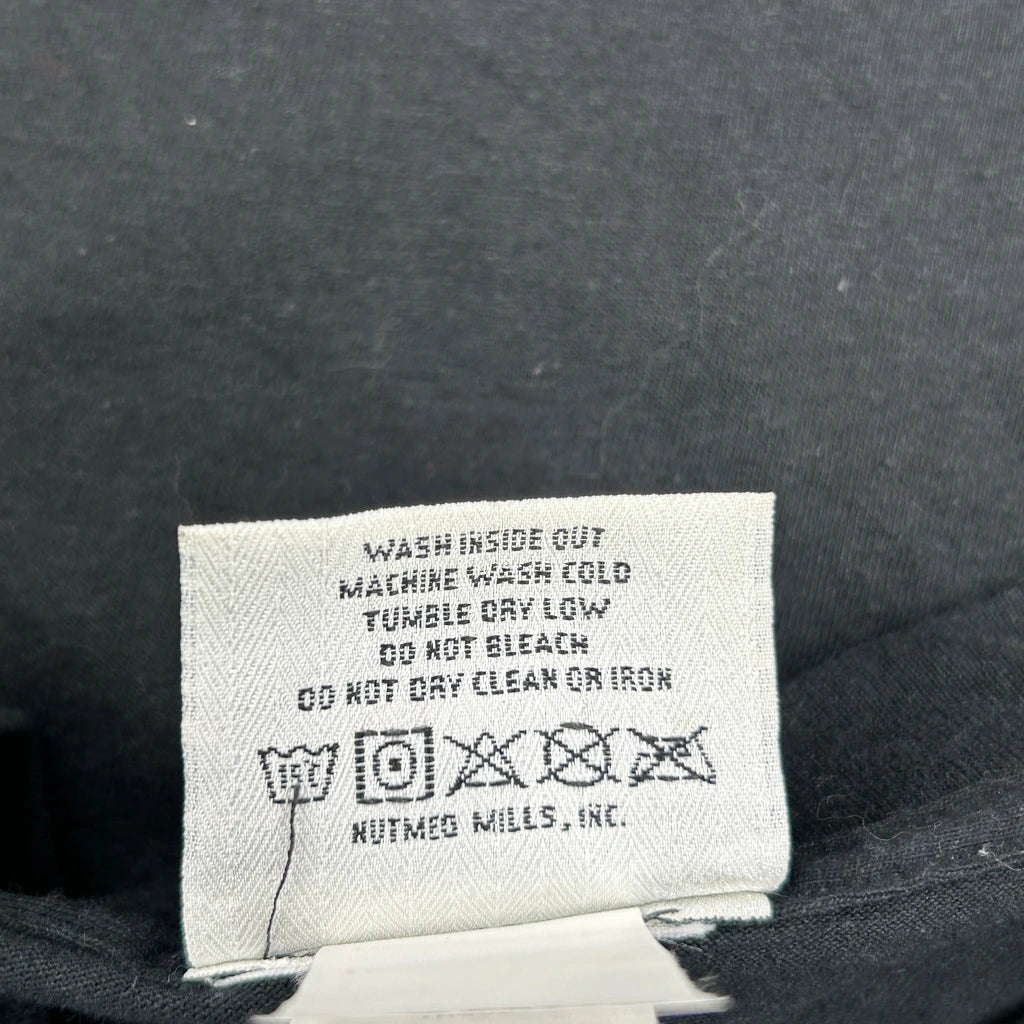 WASH INSIDE OUT
MACHINE WASH COLD
TUMBLE DRY LOW
DO NOT BLEACH
DO NOT DRY CLEAN OR IRON
NUTMEG MILLS, INC.